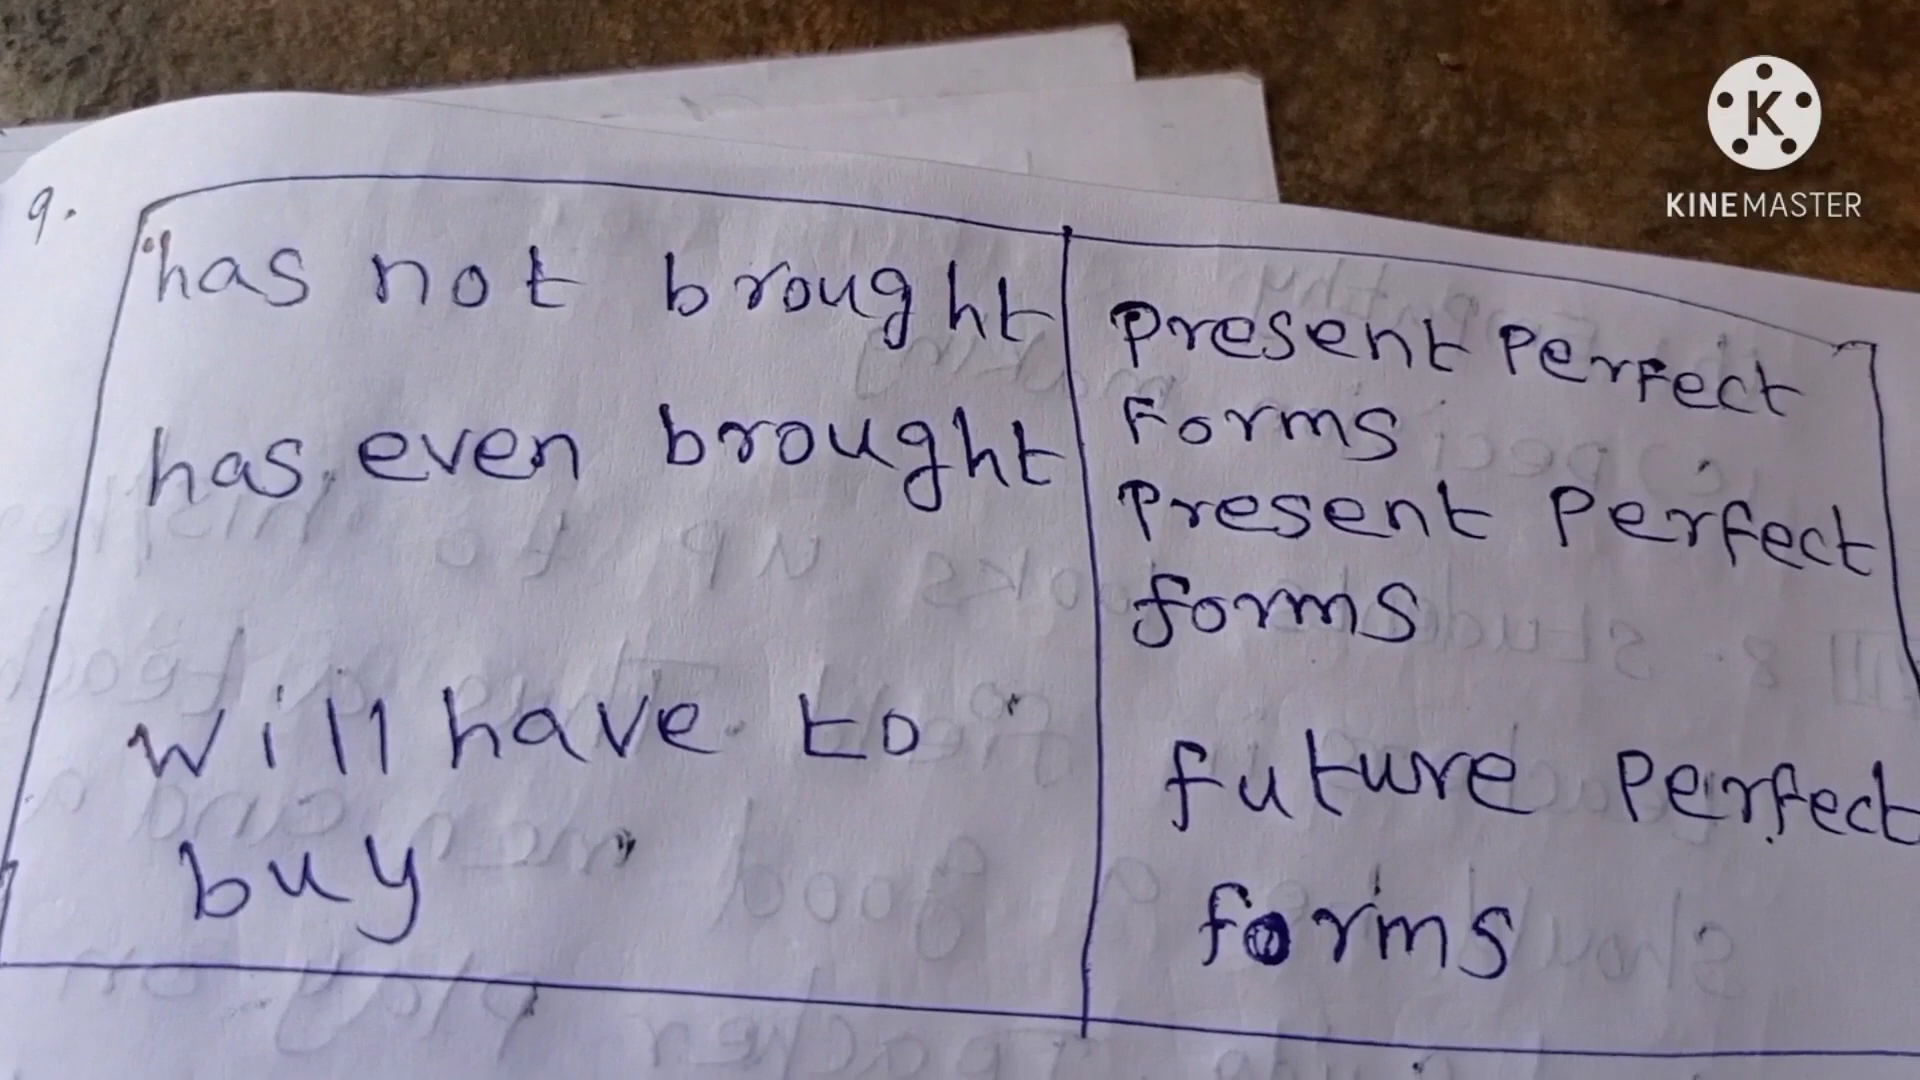 K
KINEMASTER
9.
has not brought
present perfect
forms
has even brought
present perfect
forms
will have to
buy
future perfect
forms